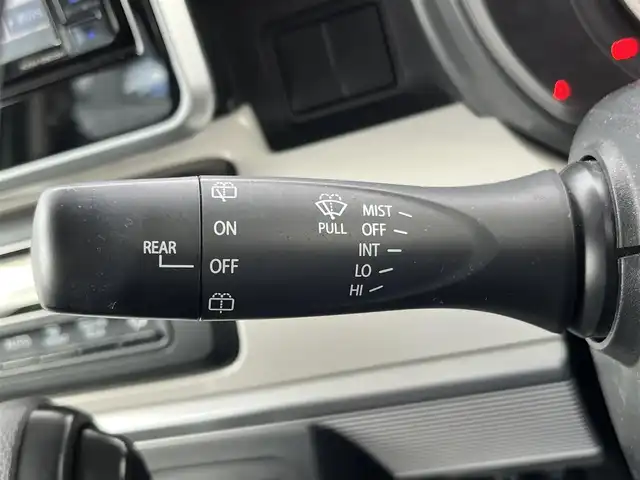 REAR
ON
OFF
PULL
MIST
OFF
INT
LO
HI